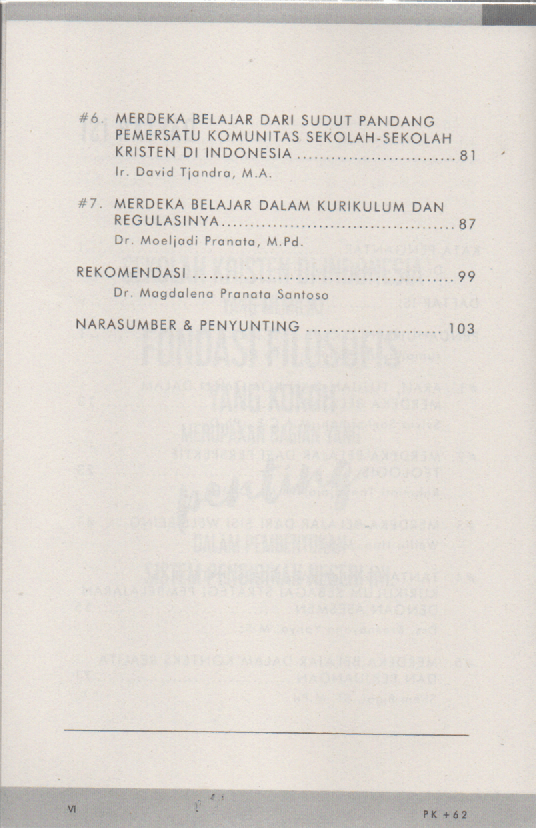 #6. MERDEKA BELAJAR DARI SUDUT PANDANG
PEMERSATU KOMUNITAS SEKOLAH-SEKOLAH
KRISTEN DI INDONESIA ........................... 81
Ir. David Tjandra, M.A.
#7. MERDEKA BELAJAR DALAM KURIKULUM DAN
REGULASINYA........................................ 87
Dr. Moeljadi Pranata, M.Pd.
REKOMENDASI ............................................. 99
Dr. Magdalena Pranata Santoso
NARASUMBER & PENYUNTING ....................... 103
VI
PK +62